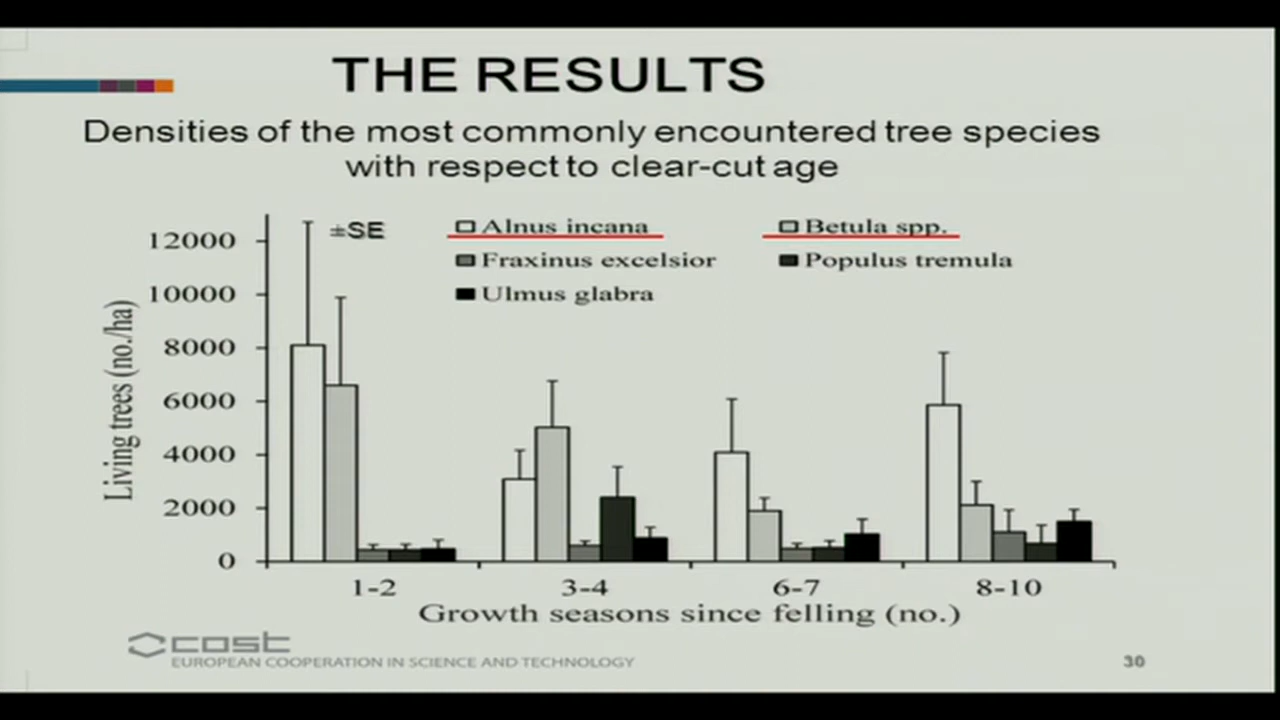 THE RESULTS
Densities of the most commonly encountered tree species
with respect to clear-cut age
±SE
Alnus incana
Betula spp.
Fraxinus excelsior
Populus tremula
Ulmus glabra
Living trees (no./ha)
12000
10000
8000
6000
4000
2000
0
1-2
3-4
6-7
8-10
Growth seasons since felling (no.)
cost
EUROPEAN COOPERATION IN SCIENCE AND TECHNOLOGY
30